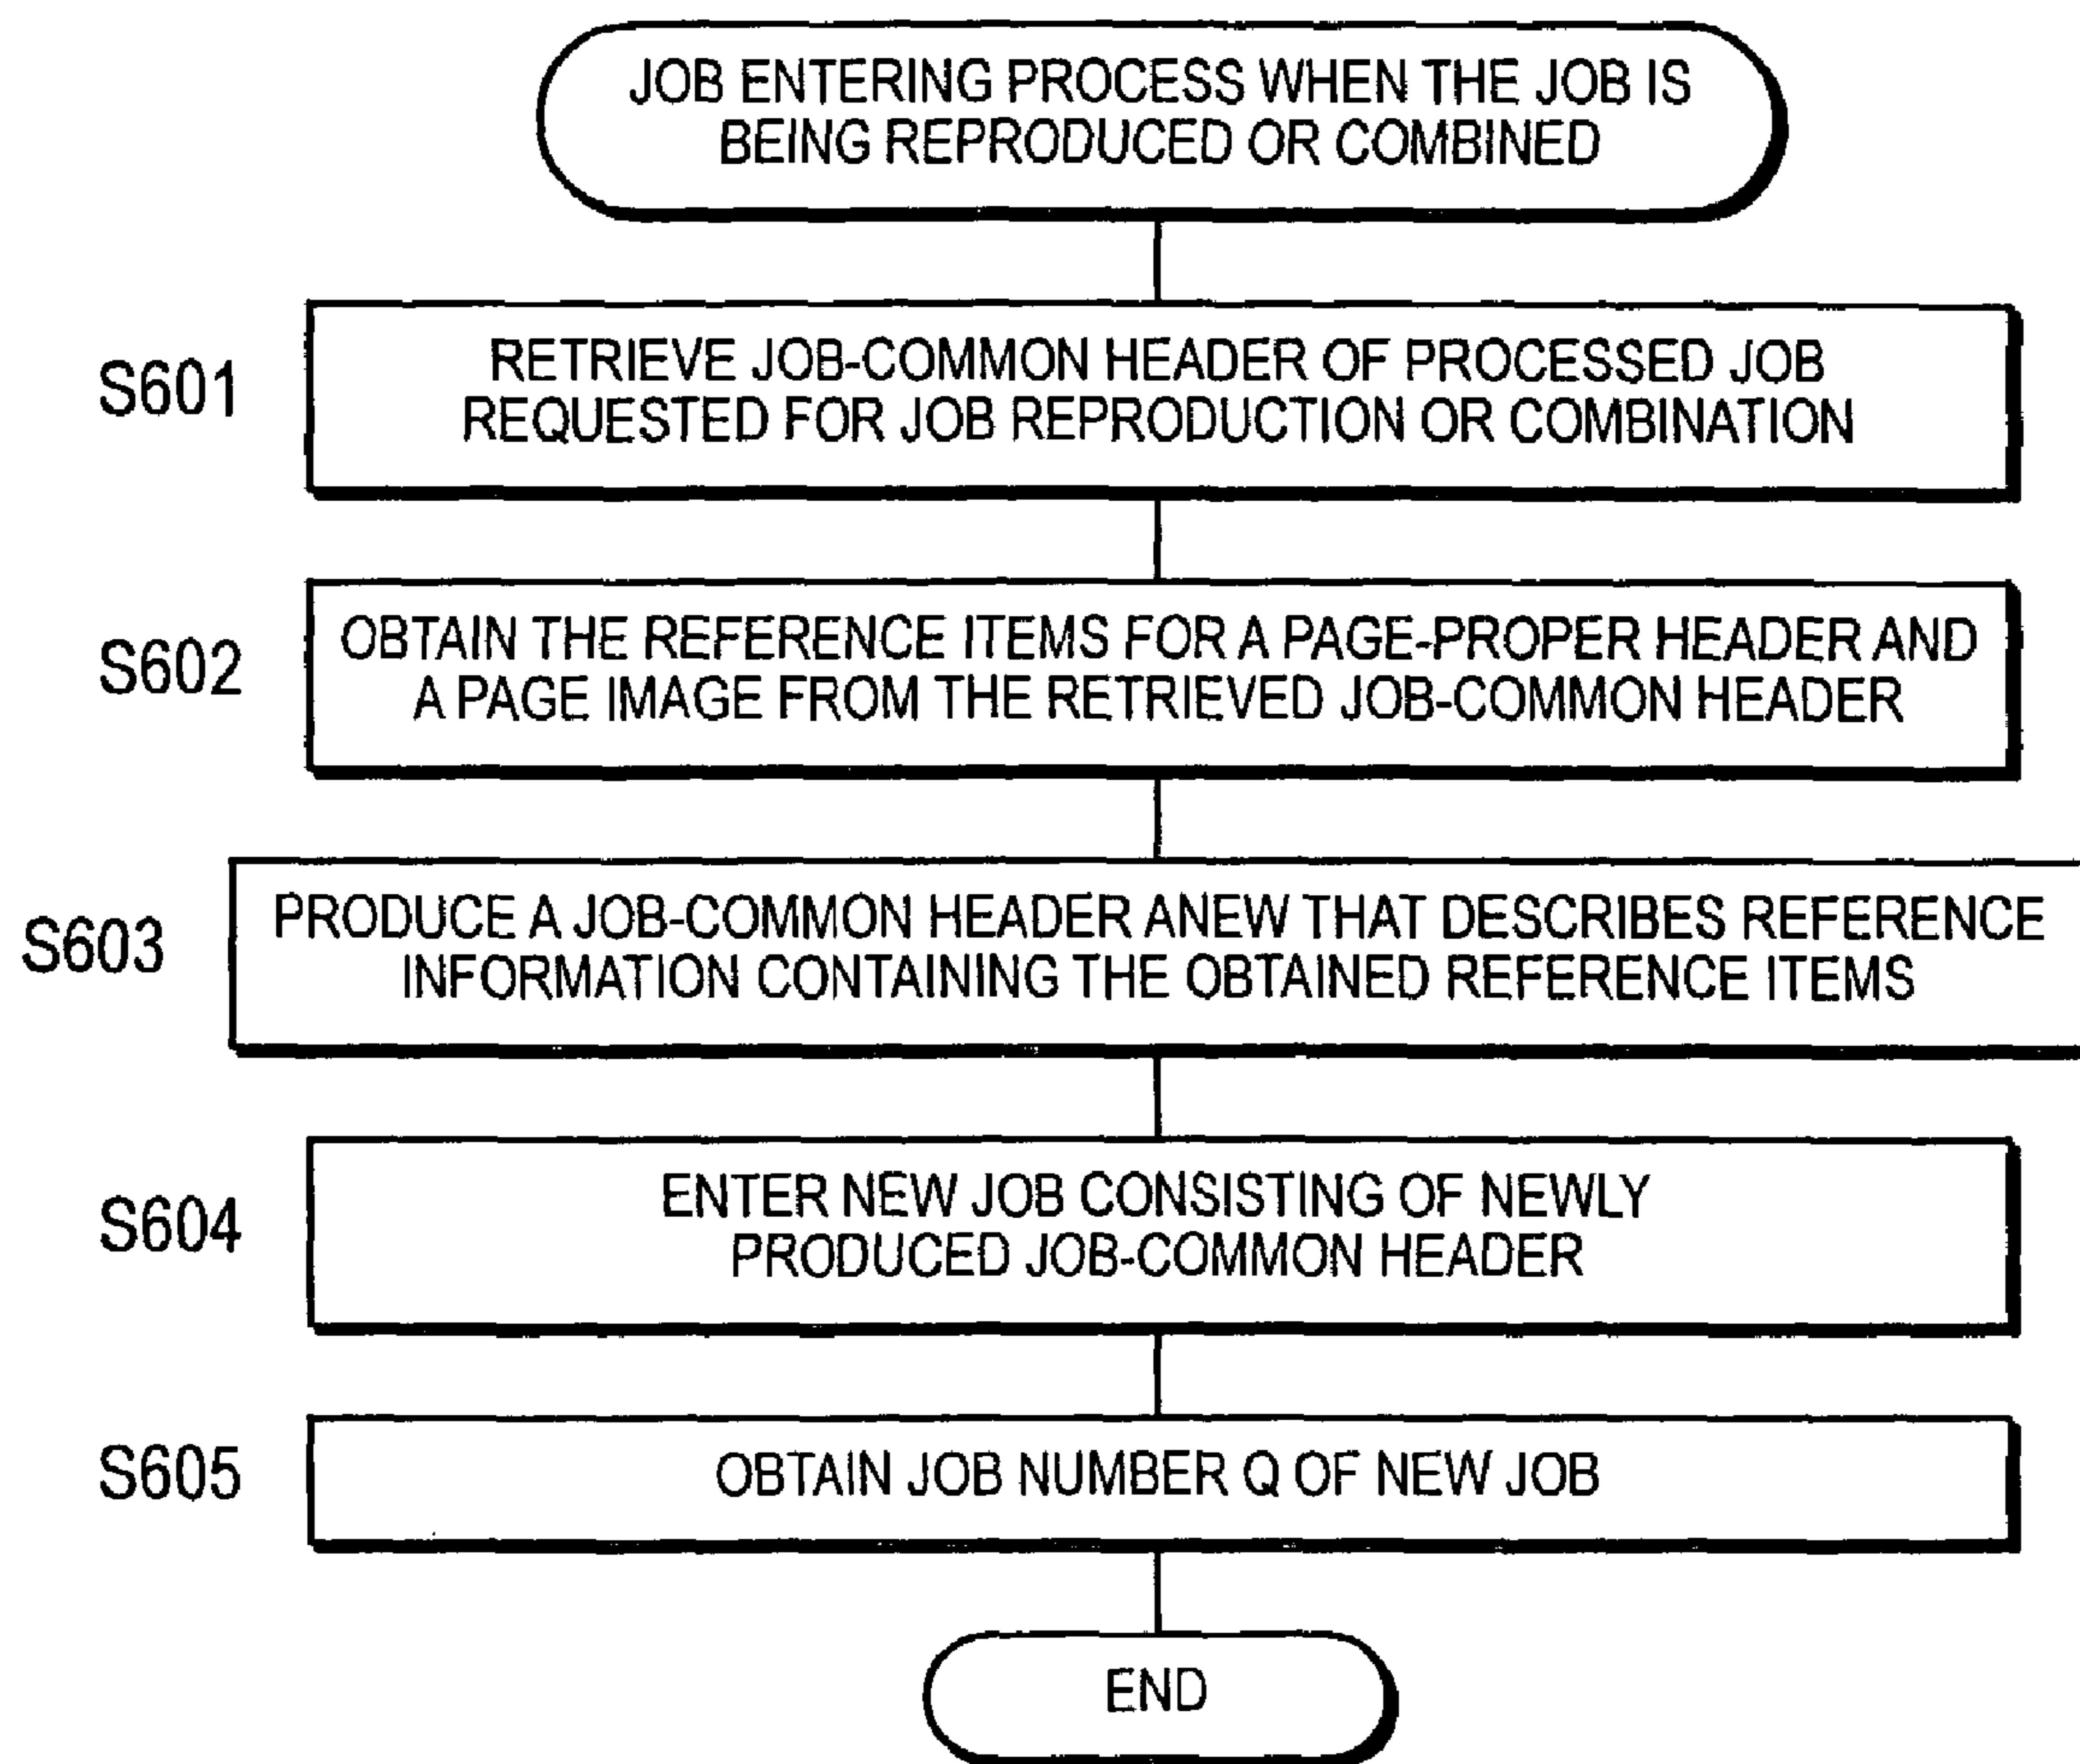 JOB ENTERING PROCESS WHEN THE JOB IS
BEING REPRODUCED OR COMBINED
S601
RETRIEVE JOB-COMMON HEADER OF PROCESSED JOB
REQUESTED FOR JOB REPRODUCTION OR COMBINATION
S602
OBTAIN THE REFERENCE ITEMS FOR A PAGE-PROPER HEADER AND
A PAGE IMAGE FROM THE RETRIEVED JOB-COMMON HEADER
S603
PRODUCE A JOB-COMMON HEADER ANEW THAT DESCRIBES REFERENCE
INFORMATION CONTAINING THE OBTAINED REFERENCE ITEMS
S604
ENTER NEW JOB CONSISTING OF NEWLY
PRODUCED JOB-COMMON HEADER
S605
OBTAIN JOB NUMBER Q OF NEW JOB
END